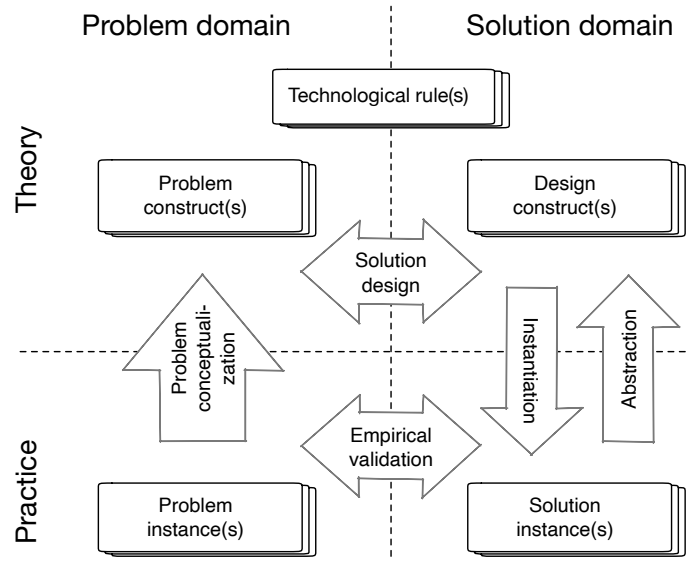 Problem domain
Solution domain
Technological rule(s)
Theory
Problem
construct(s)
Design
construct(s)
Solution
design
Problem
conceptuali-
zation
Instantiation
Abstraction
Practice
Empirical
validation
Problem
instance(s)
Solution
instance(s)